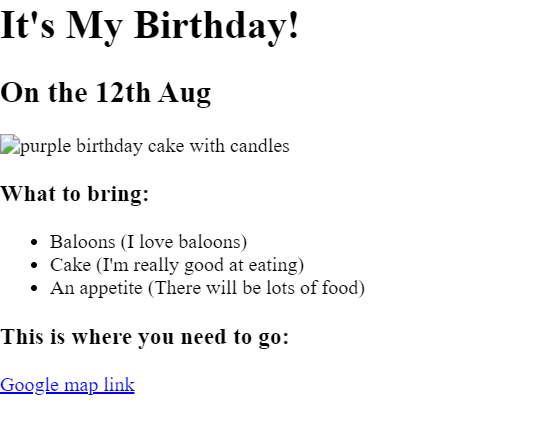 It's My Birthday!
On the 12th Aug
purple birthday cake with candles
What to bring:
Baloons (I love baloons)
Cake (I'm really good at eating)
An appetite (There will be lots of food)
This is where you need to go:
Google map link